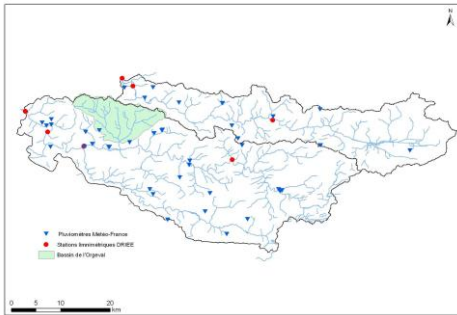 N
Pluviomètres Météo-France
Stations limnimétriques DRIEE
Bassin de l'Orgeval
0 5 10 20
km